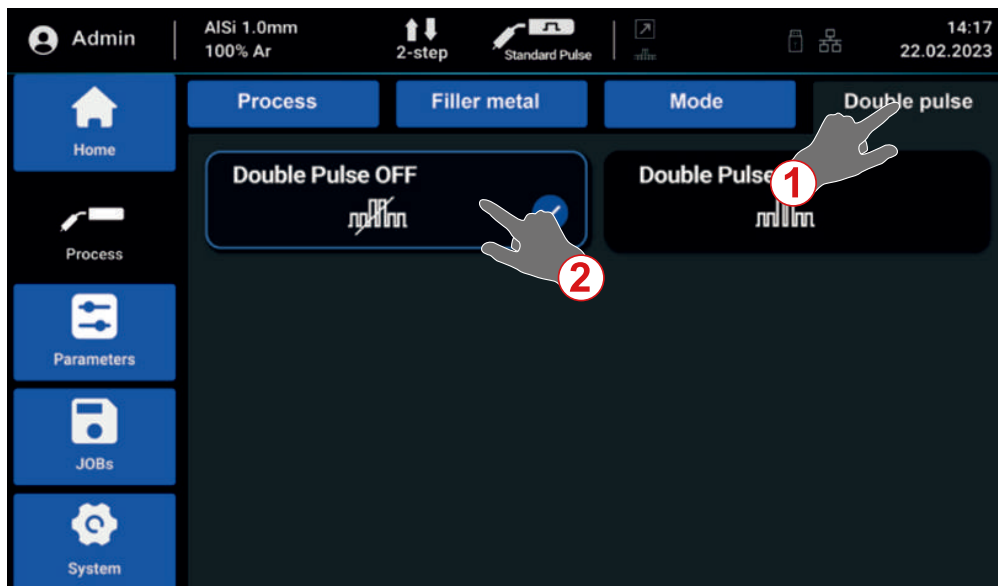 Admin
AlSi 1.0mm
100% Ar
2-step
Standard Pulse
14:17
22.02.2023
Home
Process
Parameters
JOBs
System
Process
Filler metal
Mode
Double pulse
Double Pulse OFF
Double Pulse
1
2